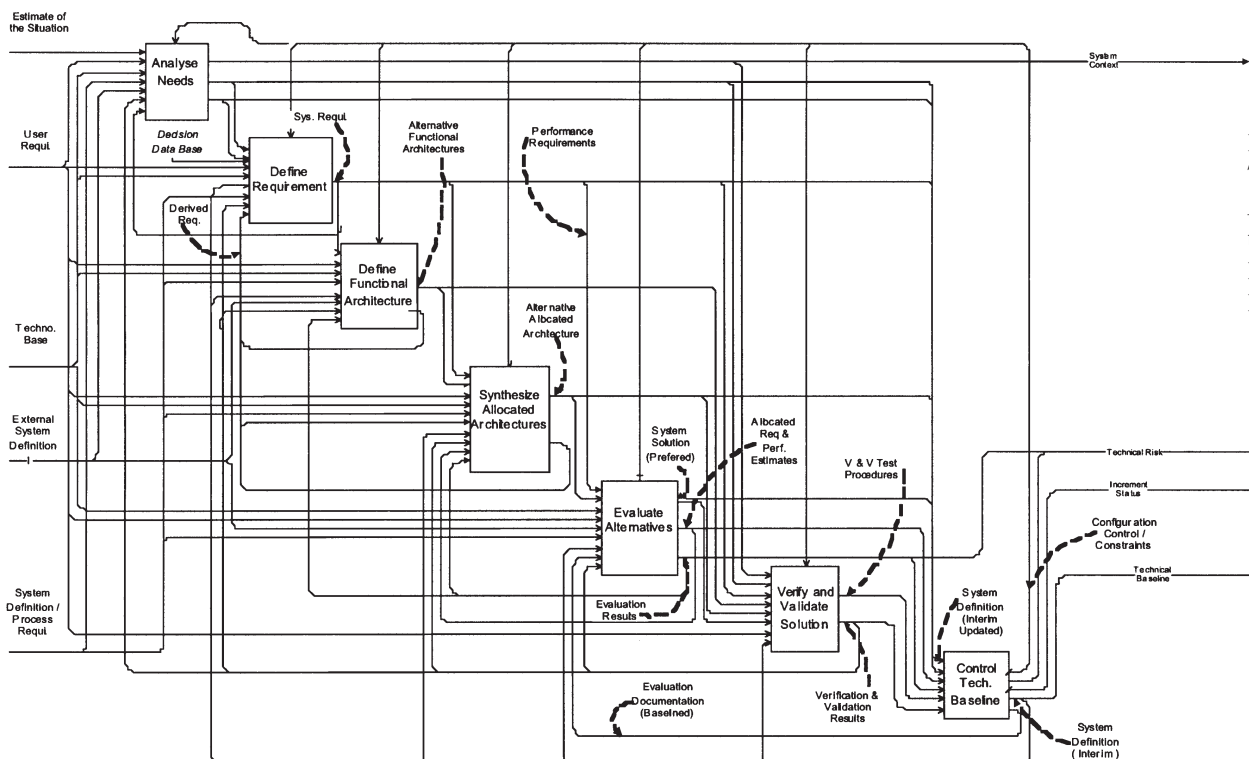 Estimate of
the Situation
Analyse
Needs
System
Context
User
Requi.
Decision
Data Base
Sys. Requi.
Alternative
Functional
Architectures
Performance
Requirements
Define
Requirement
Derived
Req.
Define
Functional
Architecture
Techno.
Base
Alternative
Allocated
Architecture
Synthesize
Allocated
Architectures
External
System
Definition
System
Solution
(Prefered)
Allocated
Req &
Perf.
Estimates
V & V Test
Procedures
Technical Risk
Increment
Status
Evaluate
Alternatives
Configuration
Control /
Constraints
Technical
Baseline
System
Definition /
Process
Requi.
Evaluation
Results
Verify and
Validate
Solution
System
Definition
(Interim
Updated)
Control
Tech.
Baseline
Evaluation
Documentation
(Baselned)
Verification &
Validation
Results
System
Definition
( Interim )